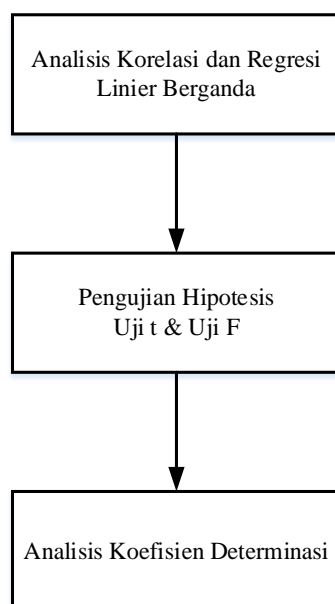 Analisis Korelasi dan Regresi
Linier Berganda
Pengujian Hipotesis
Uji t & Uji F
Analisis Koefisien Determinasi